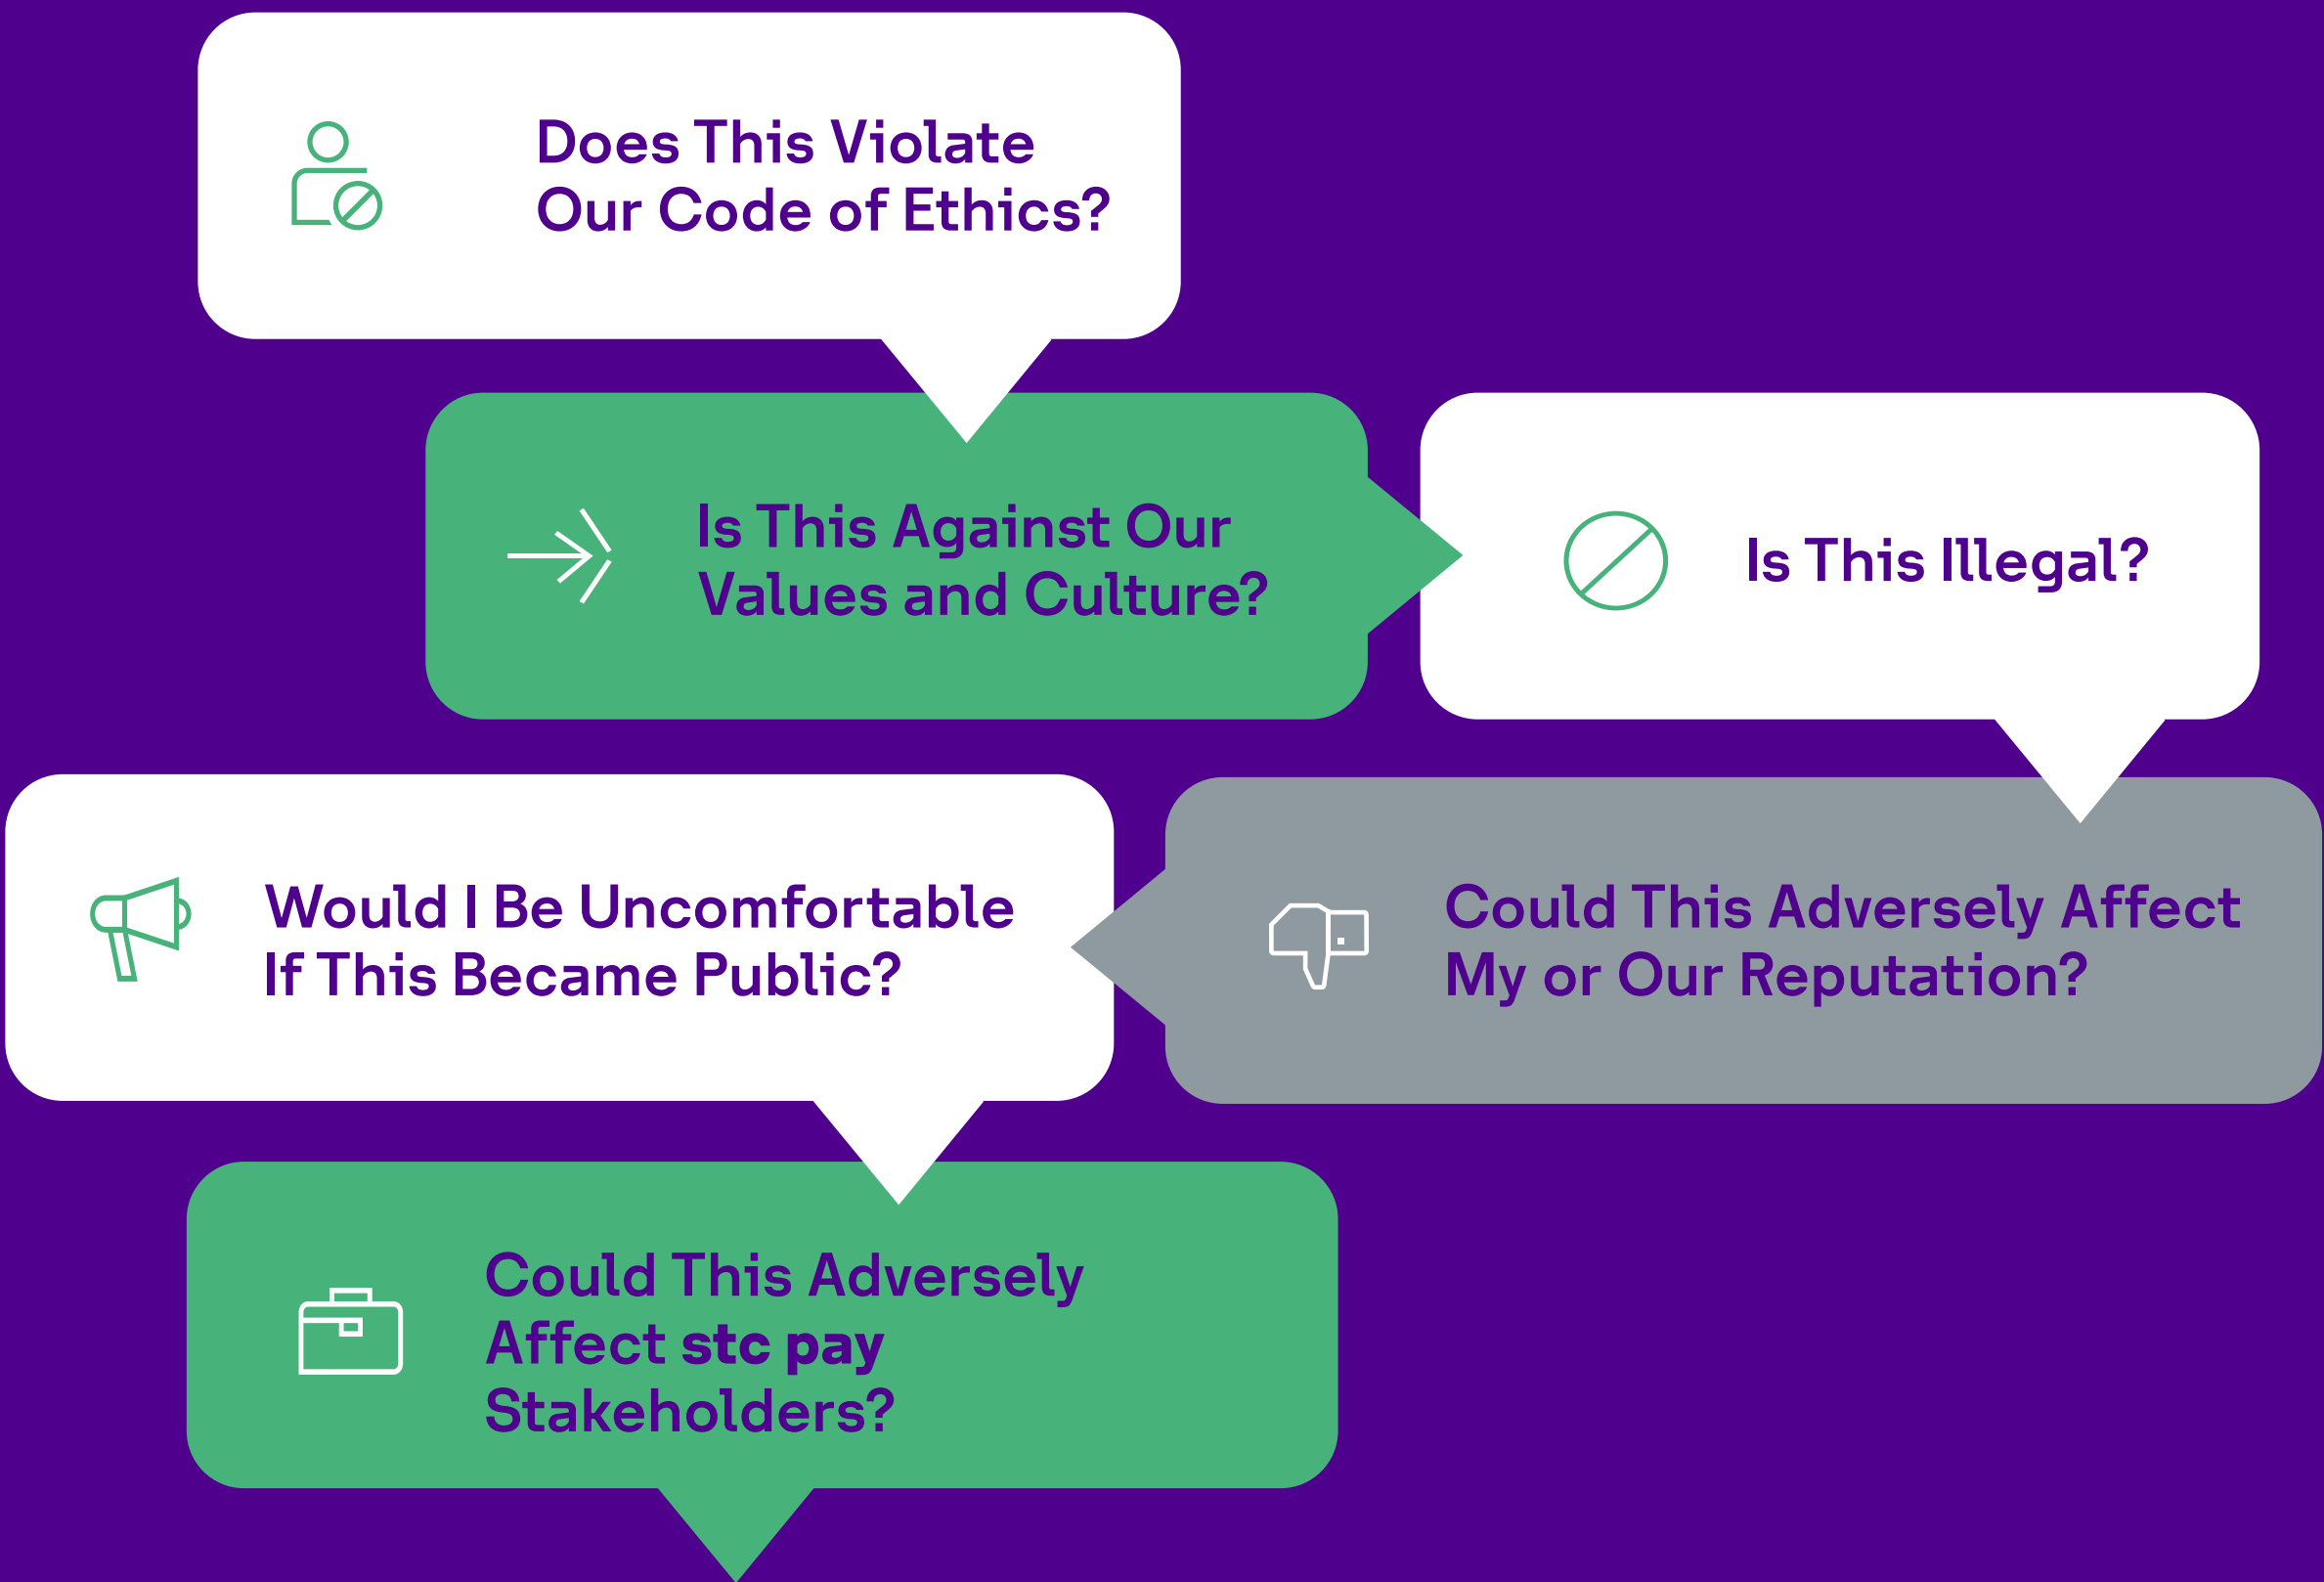 Does This Violate
Our Code of Ethics?
Is This Against Our
Values and Culture?
Is This Illegal?
Could This Adversely Affect
My or Our Reputation?
Would I Be Uncomfortable
If This Became Public?
Could This Adversely
Affect stc pay
Stakeholders?